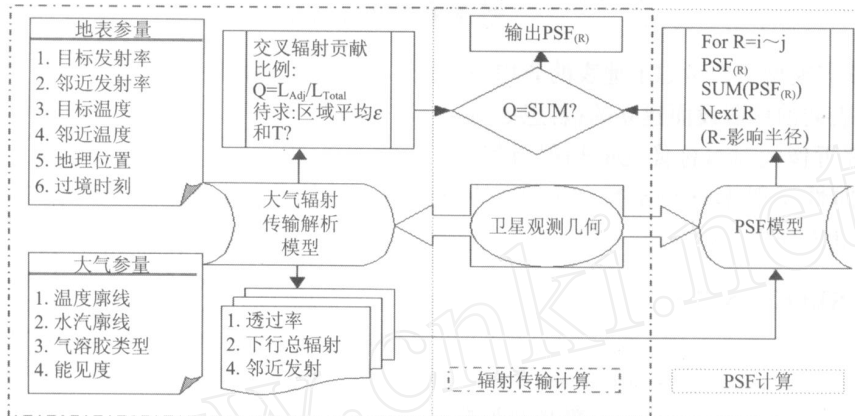 地表参量
1. 目标发射率
2. 邻近发射率
3. 目标温度
4. 邻近温度
5. 地理位置
6. 过境时刻
交叉辐射贡献
比例:
Q=L_Adj/L_Total
待求:区域平均ε
和T?
输出PSF(R)
Q=SUM?
For R=i～j
PSF(R)
SUM(PSF(R))
Next R
(R-影响半径)
大气辐射
传输解析
模型
卫星观测几何
PSF模型
大气参量
1. 温度廓线
2. 水汽廓线
3. 气溶胶类型
4. 能见度
1. 透过率
2. 下行总辐射
4. 邻近发射
辐射传输计算
PSF计算
www.cnki.net